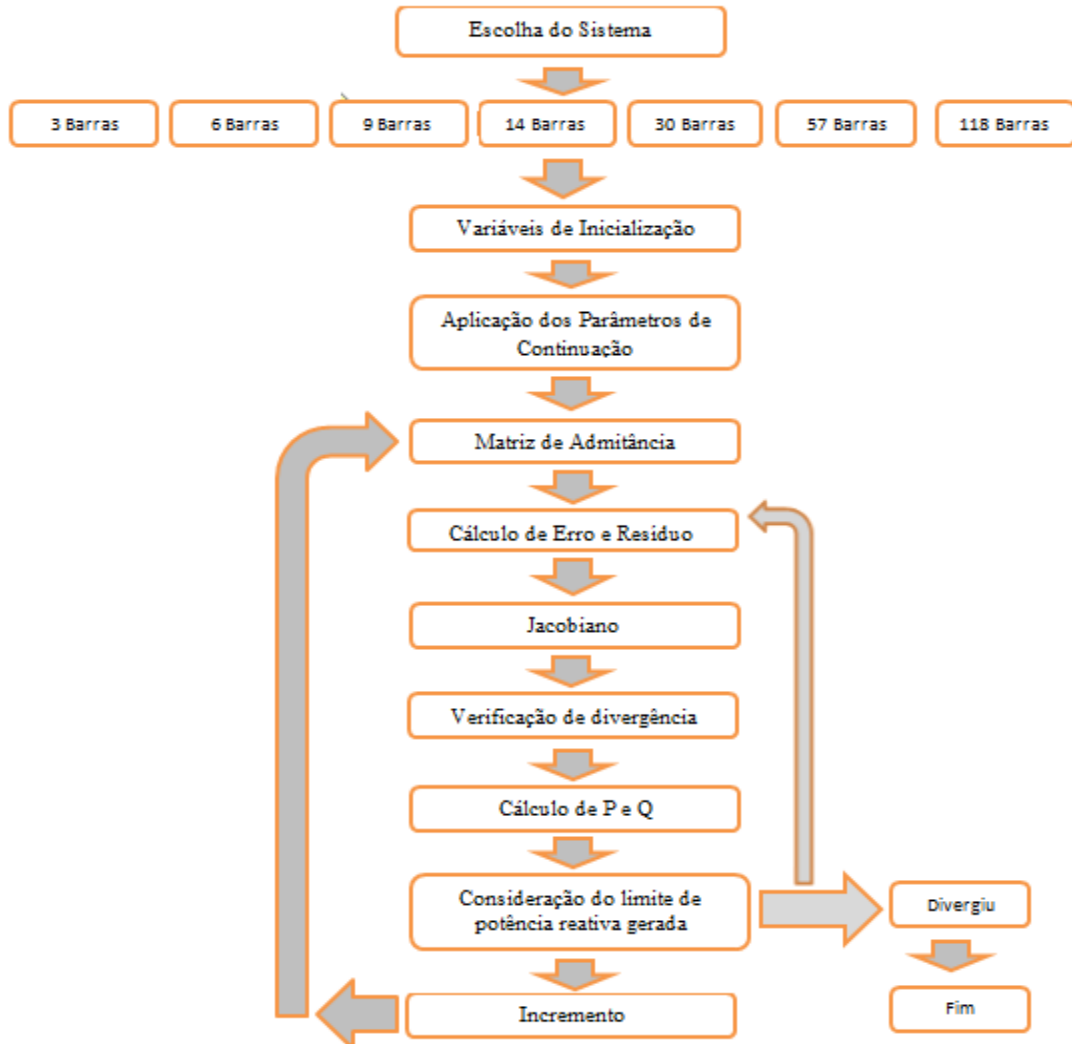 Escolha do Sistema
3 Barras
6 Barras
9 Barras
14 Barras
30 Barras
57 Barras
118 Barras
Variáveis de Inicialização
Aplicação dos Parâmetros de
Continuação
Matriz de Admitância
Cálculo de Erro e Resíduo
Jacobiano
Verificação de divergência
Cálculo de P e Q
Consideração do limite de
potência reativa gerada
Divergiu
Incremento
Fim